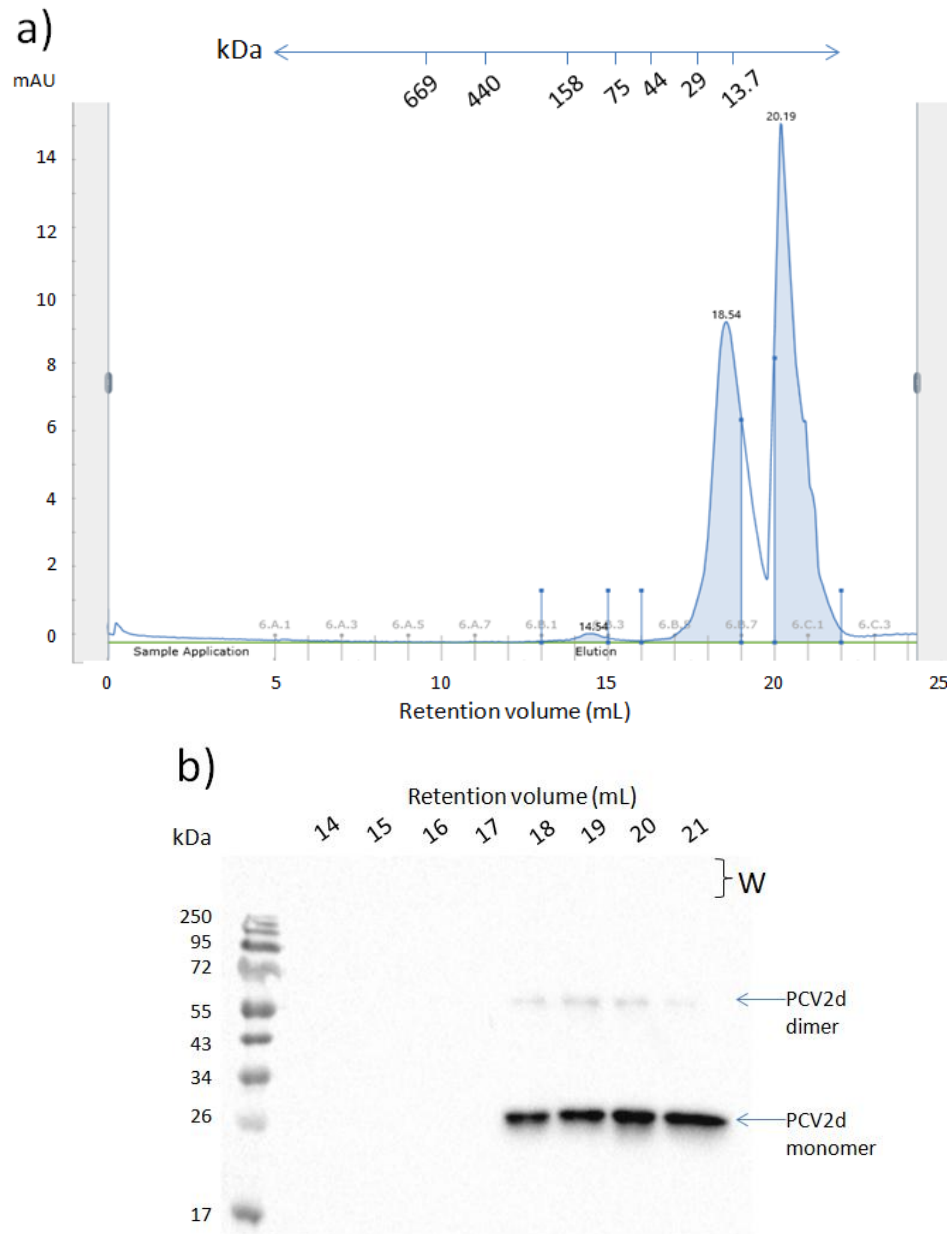 a)
kDa
669 440 158 75 44 29 13.7
mAU
20.19
14
12
10
18.54
8
6
4
2
14.54
0
6.A.1 6.A.3 6.A.5 6.A.7 6.B.1 6.B.7 6.C.1 6.C.3
Sample Application Elution
0 5 10 15 20 25
Retention volume (mL)
b)
Retention volume (mL)
kDa
14 15 16 17 18 19 20 21
W
250
95
72
55
PCV2d
dimer
43
34
26
PCV2d
monomer
17